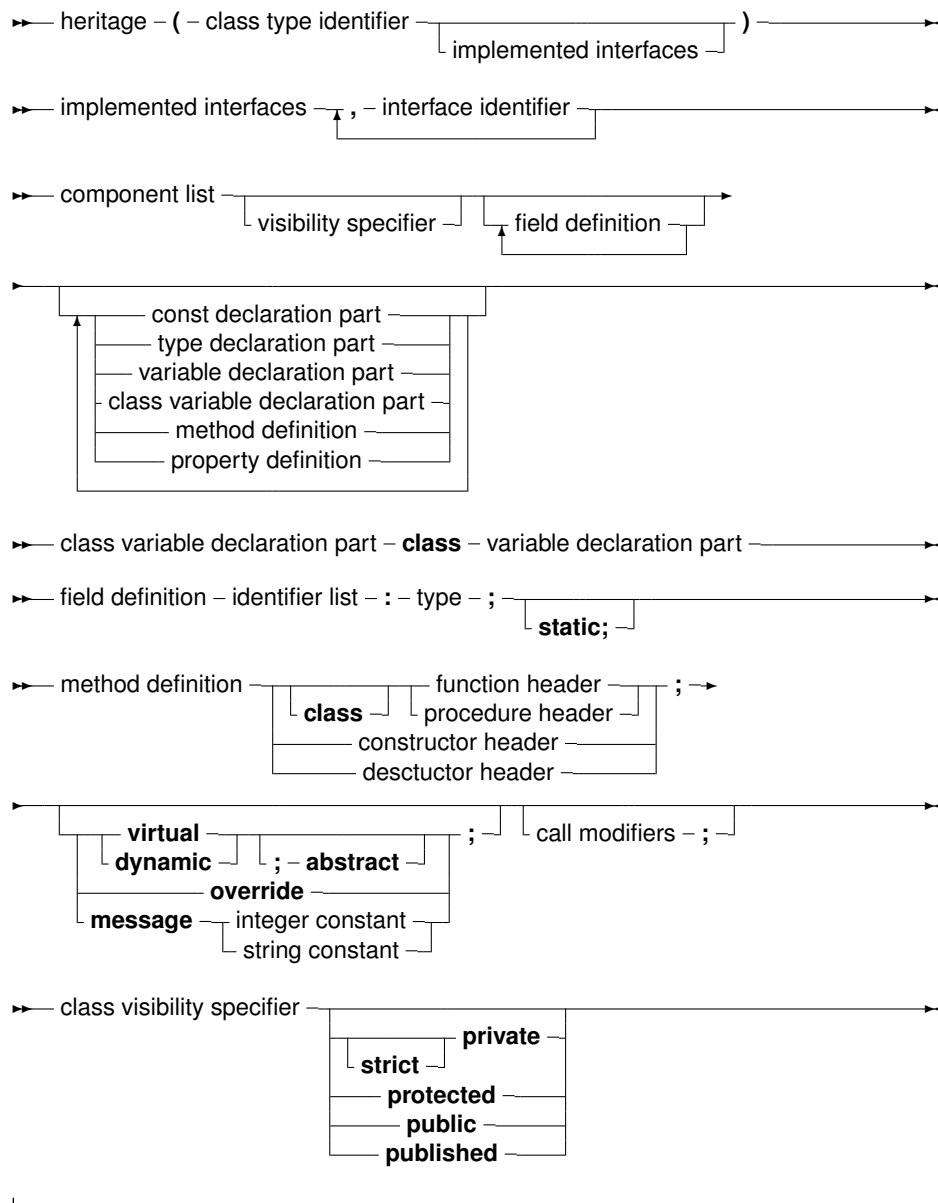 heritage ( class type identifier )
implemented interfaces
implemented interfaces , interface identifier
component list
visibility specifier field definition
const declaration part
type declaration part
variable declaration part
class variable declaration part
method definition
property definition
class variable declaration part class variable declaration part
field definition identifier list : type ;
static;
method definition function header ;
class procedure header
constructor header
desctuctor header
virtual ; call modifiers ;
dynamic ; abstract
override
message integer constant
string constant
class visibility specifier
private
strict
protected
public
published